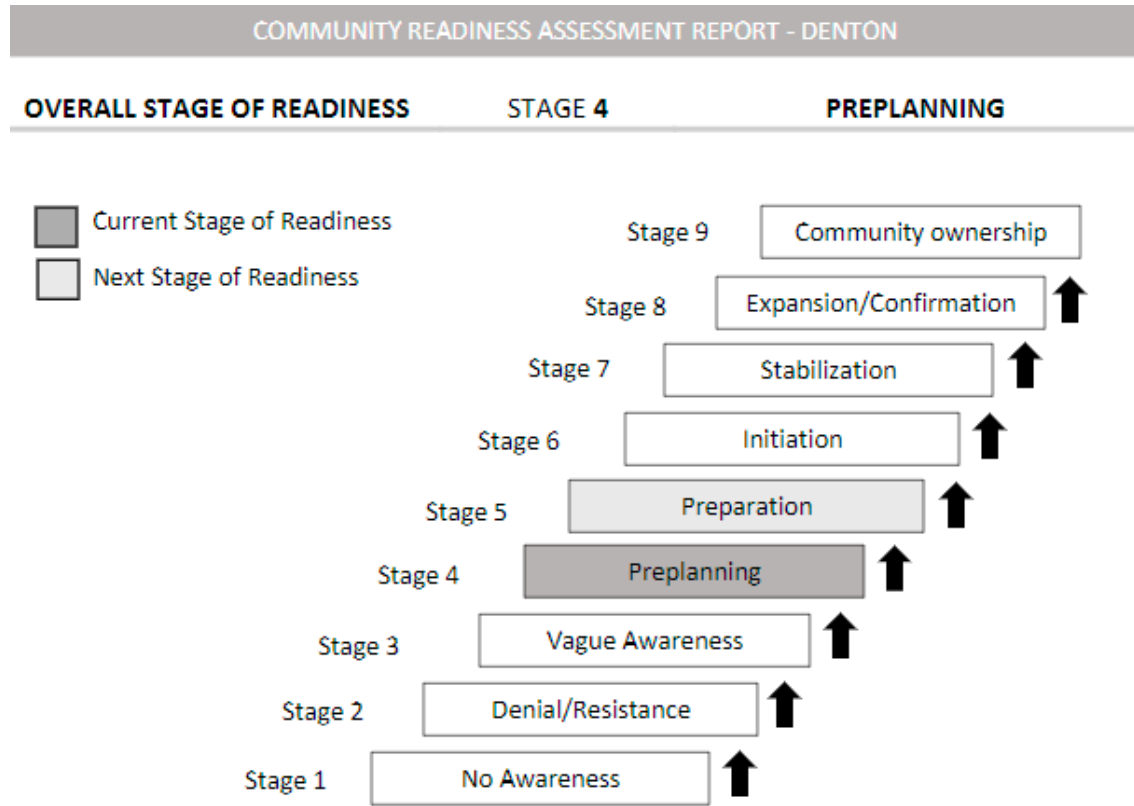 COMMUNITY READINESS ASSESSMENT REPORT - DENTON
OVERALL STAGE OF READINESS STAGE 4 PREPLANNING
Current Stage of Readiness
Next Stage of Readiness
Stage 9 Community ownership
Stage 8 Expansion/Confirmation
Stage 7 Stabilization
Stage 6 Initiation
Stage 5 Preparation
Stage 4 Preplanning
Stage 3 Vague Awareness
Stage 2 Denial/Resistance
Stage 1 No Awareness